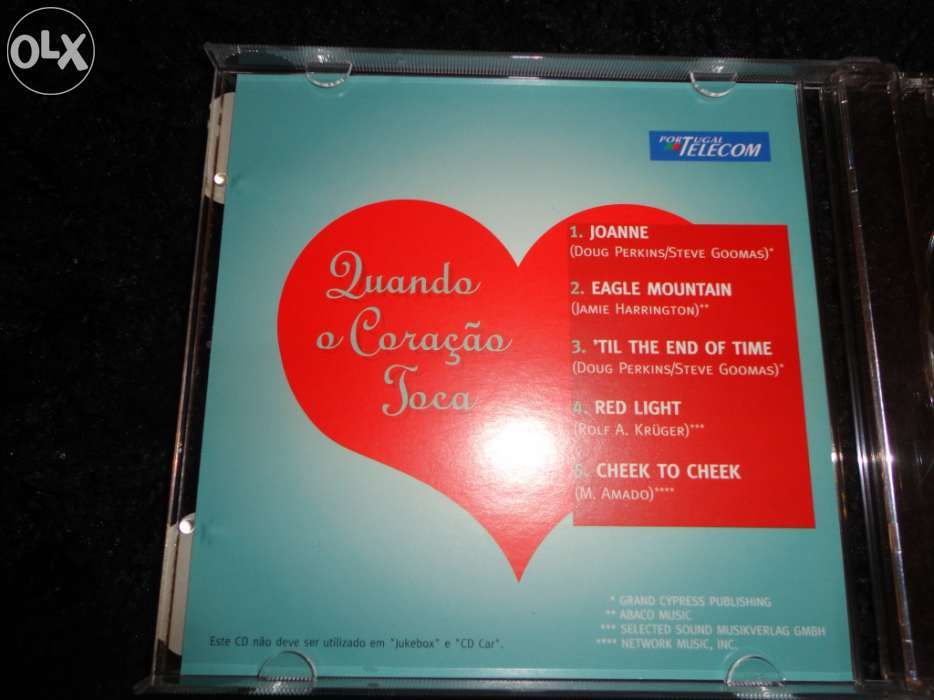 OLX
PORTUGAL
TELECOM
Quando
o Coração
Toca
1. JOANNE
(DOUG PERKINS/STEVE GOOMAS)*
2. EAGLE MOUNTAIN
(JAMIE HARRINGTON)**
3. 'TIL THE END OF TIME
(DOUG PERKINS/STEVE GOOMAS)*
4. RED LIGHT
(ROLF A. KRÜGER)***
5. CHEEK TO CHEEK
(M. AMADO)****
* GRAND CYPRESS PUBLISHING
** ABACO MUSIC
*** SELECTED SOUND MUSIKVERLAG GMBH
**** NETWORK MUSIC, INC.
Este CD não deve ser utilizado em "Jukebox" e "CD Car".